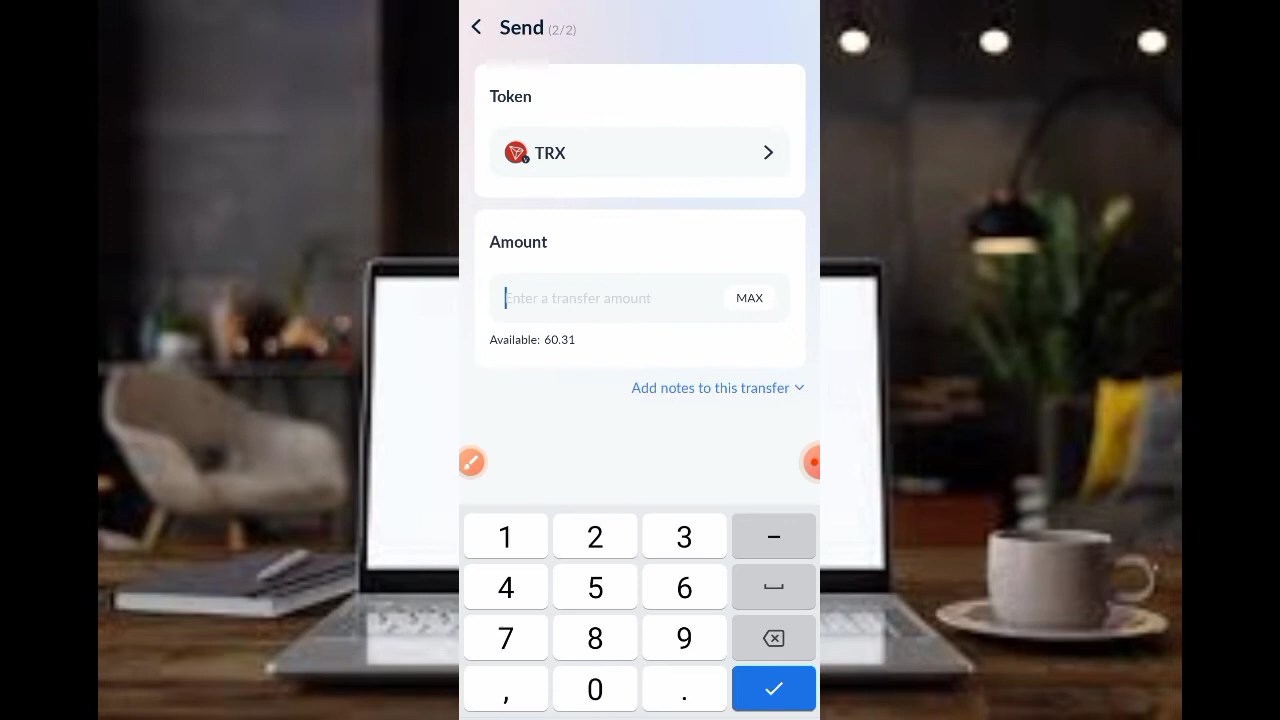 Send (2/2)
Token
TRX
Amount
Enter a transfer amount
MAX
Available: 60.31
Add notes to this transfer
1 2 3 −
4 5 6
7 8 9
, 0 .